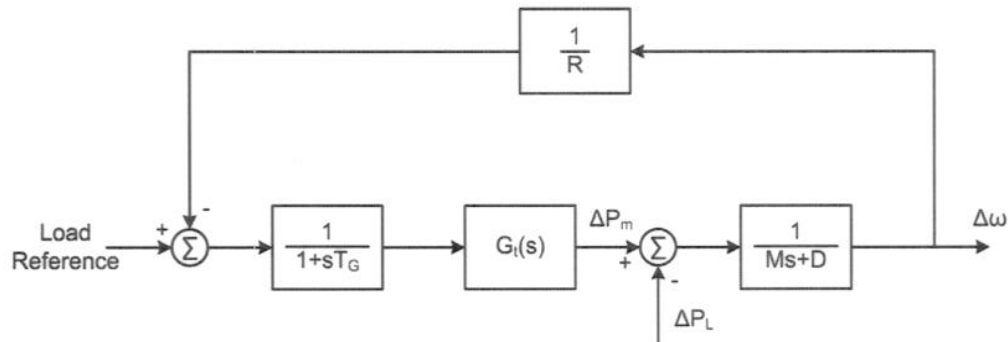 1
R
-
+
Load
Reference
Σ
1
1+sT_G
G_t(s)
ΔP_m
+
Σ
-
ΔP_L
1
Ms+D
Δω